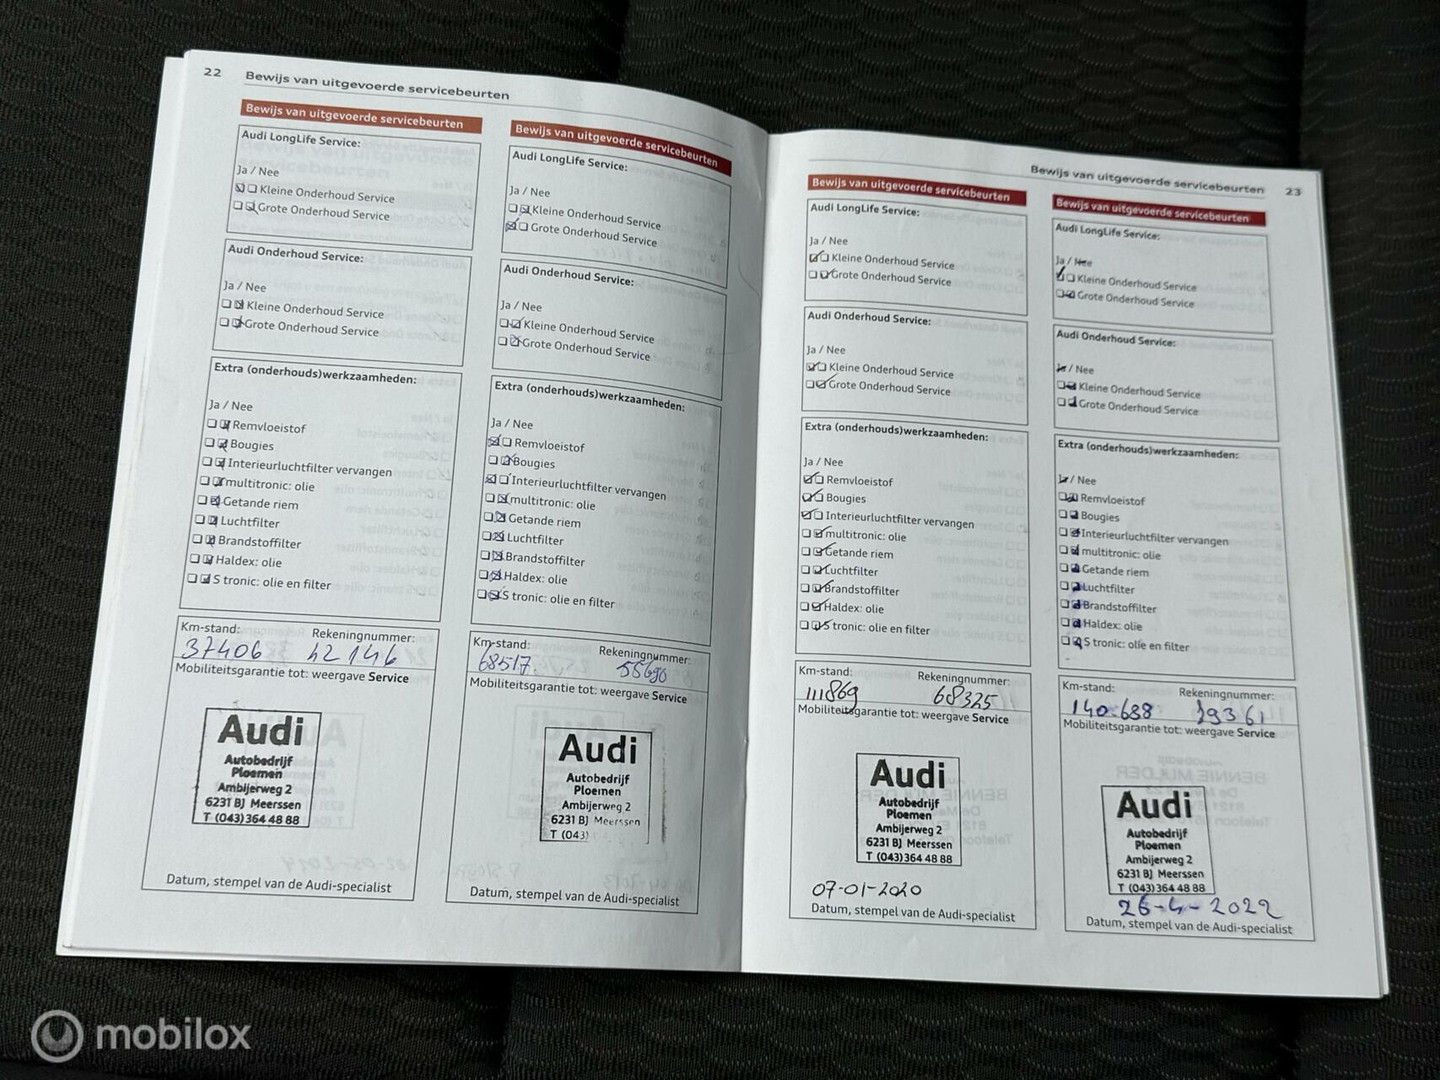 22 Bewijs van uitgevoerde servicebeurten
Bewijs van uitgevoerde servicebeurten
Audi LongLife Service:
Ja / Nee
Kleine Onderhoud Service
Grote Onderhoud Service
Audi Onderhoud Service:
Ja / Nee
Kleine Onderhoud Service
Grote Onderhoud Service
Extra (onderhouds)werkzaamheden:
Ja / Nee
Remvloeistof
Bougies
Interieurluchtfilter vervangen
multitronic: olie
Getande riem
Luchtfilter
Brandstoffilter
Haldex: olie
S tronic: olie en filter
Km-stand: Rekeningnummer:
37406 42146
Mobiliteitsgarantie tot: weergave Service
Audi
Autobedrijf
Ploemen
Ambijerweg 2
6231 BJ Meerssen
T (043) 364 48 88
Datum, stempel van de Audi-specialist
Bewijs van uitgevoerde servicebeurten
Audi LongLife Service:
Ja / Nee
Kleine Onderhoud Service
Grote Onderhoud Service
Audi Onderhoud Service:
Ja / Nee
Kleine Onderhoud Service
Grote Onderhoud Service
Extra (onderhouds)werkzaamheden:
Ja / Nee
Remvloeistof
Bougies
Interieurluchtfilter vervangen
multitronic: olie
Getande riem
Luchtfilter
Brandstoffilter
Haldex: olie
S tronic: olie en filter
Km-stand: Rekeningnummer:
68517 55690
Mobiliteitsgarantie tot: weergave Service
Audi
Autobedrijf
Ploemen
Ambijerweg 2
6231 BJ Meerssen
T (043)
Datum, stempel van de Audi-specialist
Bewijs van uitgevoerde servicebeurten 23
Bewijs van uitgevoerde servicebeurten
Audi LongLife Service:
Ja / Nee
Kleine Onderhoud Service
Grote Onderhoud Service
Audi Onderhoud Service:
Ja / Nee
Kleine Onderhoud Service
Grote Onderhoud Service
Extra (onderhouds)werkzaamheden:
Ja / Nee
Remvloeistof
Bougies
Interieurluchtfilter vervangen
multitronic: olie
Getande riem
Luchtfilter
Brandstoffilter
Haldex: olie
S tronic: olie en filter
Km-stand: Rekeningnummer:
111869 68325
Mobiliteitsgarantie tot: weergave Service
Audi
Autobedrijf
Ploemen
Ambijerweg 2
6231 BJ Meerssen
T (043) 364 48 88
07-01-2020
Datum, stempel van de Audi-specialist
Bewijs van uitgevoerde servicebeurten
Audi LongLife Service:
Ja / Nee
Kleine Onderhoud Service
Grote Onderhoud Service
Audi Onderhoud Service:
Ja / Nee
Kleine Onderhoud Service
Grote Onderhoud Service
Extra (onderhouds)werkzaamheden:
Ja / Nee
Remvloeistof
Bougies
Interieurluchtfilter vervangen
multitronic: olie
Getande riem
Luchtfilter
Brandstoffilter
Haldex: olie
S tronic: olie en filter
Km-stand: Rekeningnummer:
140.688 19361
Mobiliteitsgarantie tot: weergave Service
Audi
Autobedrijf
Ploemen
Ambijerweg 2
6231 BJ Meerssen
T (043) 364 48 88
26-4-2022
Datum, stempel van de Audi-specialist
mobilox